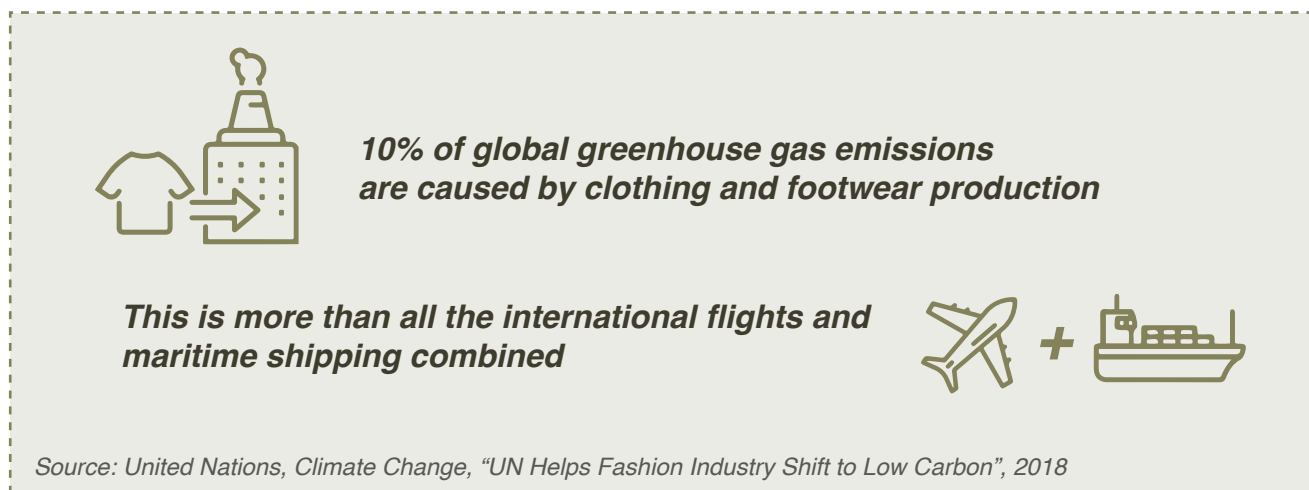 10% of global greenhouse gas emissions
are caused by clothing and footwear production
This is more than all the international flights and
maritime shipping combined
+
Source: United Nations, Climate Change, “UN Helps Fashion Industry Shift to Low Carbon”, 2018